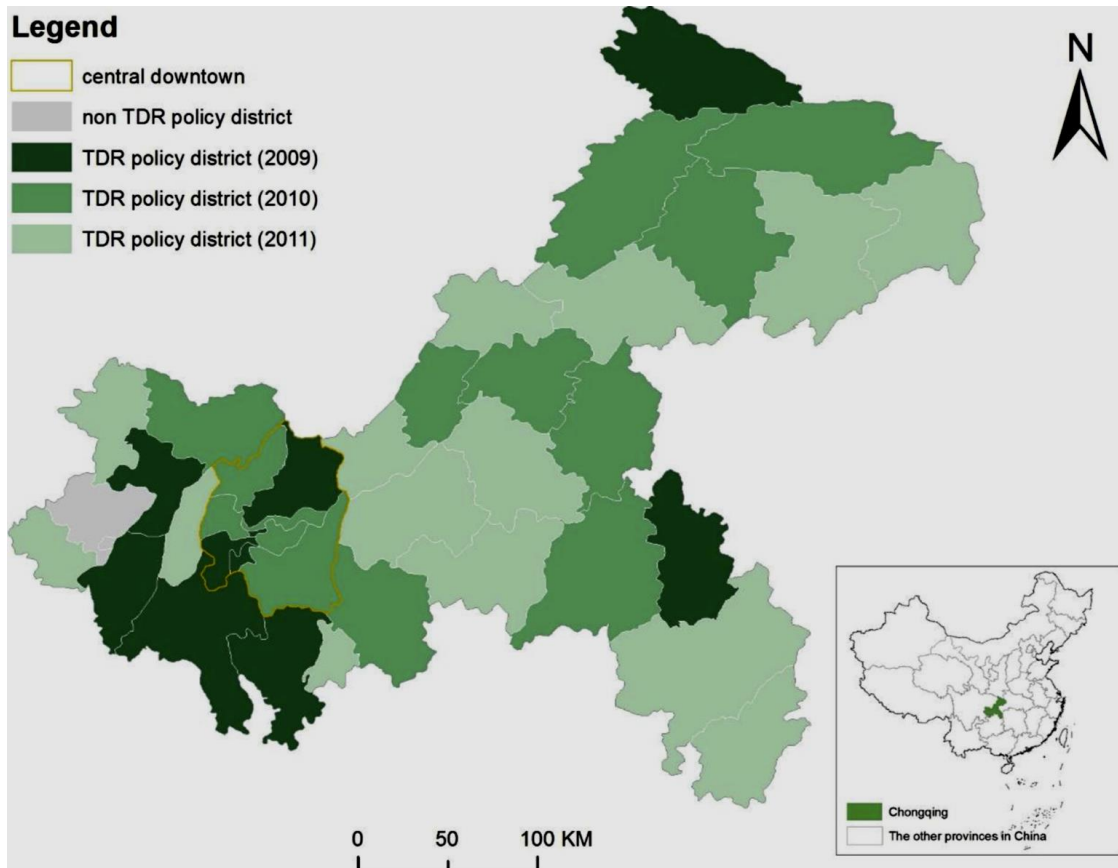 Legend
central downtown
non TDR policy district
TDR policy district (2009)
TDR policy district (2010)
TDR policy district (2011)
N
0 50 100 KM
Chongqing
The other provinces in China